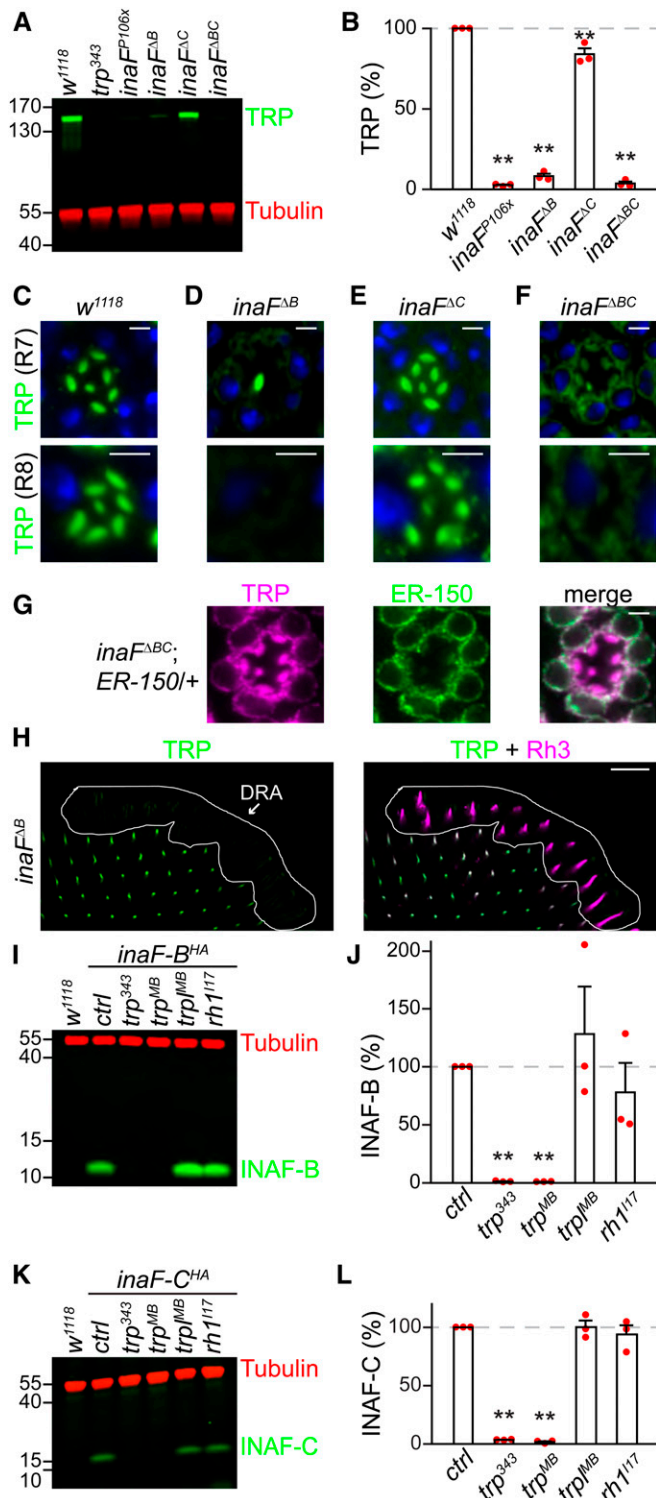 A
w1118
trp343
inaFP106x
inaFΔB
inaFΔC
inaFΔBC
170
130
55
40
TRP
Tubulin
B
TRP (%)
100
50
0
**
**
**
**
w1118
inaFP106x
inaFΔB
inaFΔC
inaFΔBC
C
w1118
D
inaFΔB
E
inaFΔC
F
inaFΔBC
TRP (R7)
TRP (R8)
G
TRP
ER-150
merge
inaFΔBC;
ER-150/+
H
TRP
TRP + Rh3
inaFΔB
DRA
I
inaF-BHA
w1118
ctrl
trp343
trpMB
trplMB
rh1I17
55
40
15
10
Tubulin
INAF-B
J
INAF-B (%)
200
150
100
50
0
**
**
ctrl
trp343
trpMB
trplMB
rh1I17
K
inaF-CHA
w1118
ctrl
trp343
trpMB
trplMB
rh1I17
55
40
15
10
Tubulin
INAF-C
L
INAF-C (%)
100
50
0
**
**
ctrl
trp343
trpMB
trplMB
rh1I17